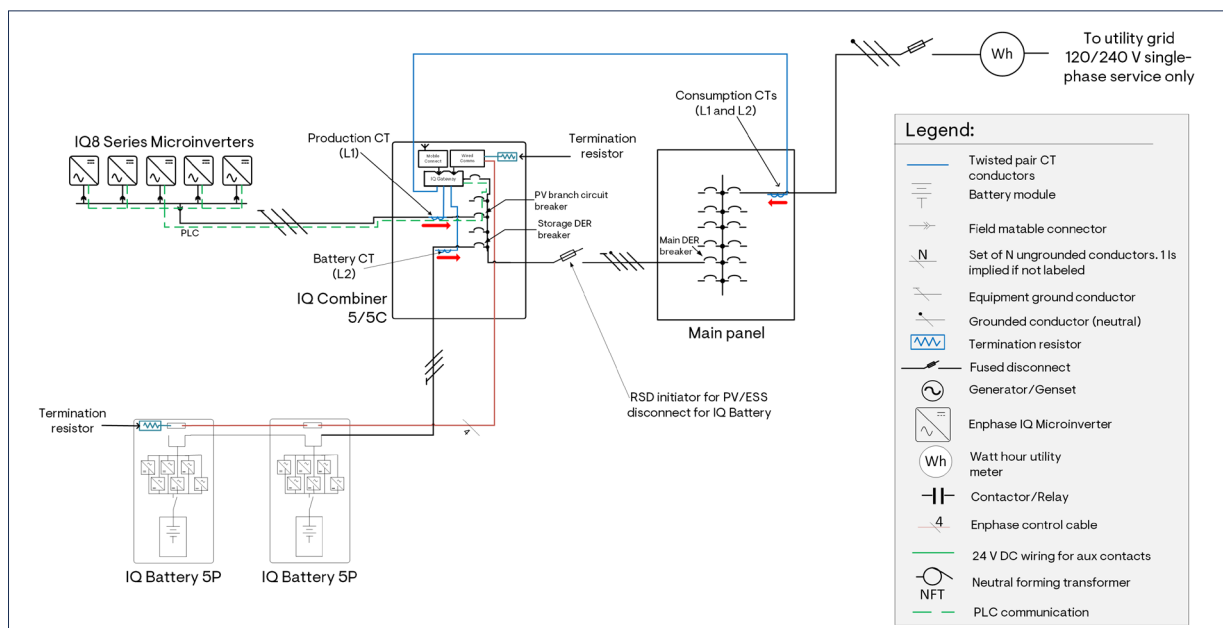 To utility grid
120/240 V single-
phase service only
Wh
Consumption CTs
(L1 and L2)
IQ8 Series Microinverters
Production CT
(L1)
Termination
resistor
Mobile
Connect
Wired
Comms
IQ Gateway
PV branch circuit
breaker
Storage DER
breaker
PLC
Battery CT
(L2)
Main DER
breaker
IQ Combiner
5/5C
Main panel
RSD initiator for PV/ESS
disconnect for IQ Battery
Termination
resistor
4
IQ Battery 5P
IQ Battery 5P
Legend:
Twisted pair CT
conductors
Battery module
Field matable connector
N
Set of N ungrounded conductors. 1 Is
implied if not labeled
Equipment ground conductor
Grounded conductor (neutral)
Termination resistor
Fused disconnect
Generator/Genset
Enphase IQ Microinverter
Wh
Watt hour utility
meter
Contactor/Relay
4
Enphase control cable
24 V DC wiring for aux contacts
Neutral forming transformer
NFT
PLC communication